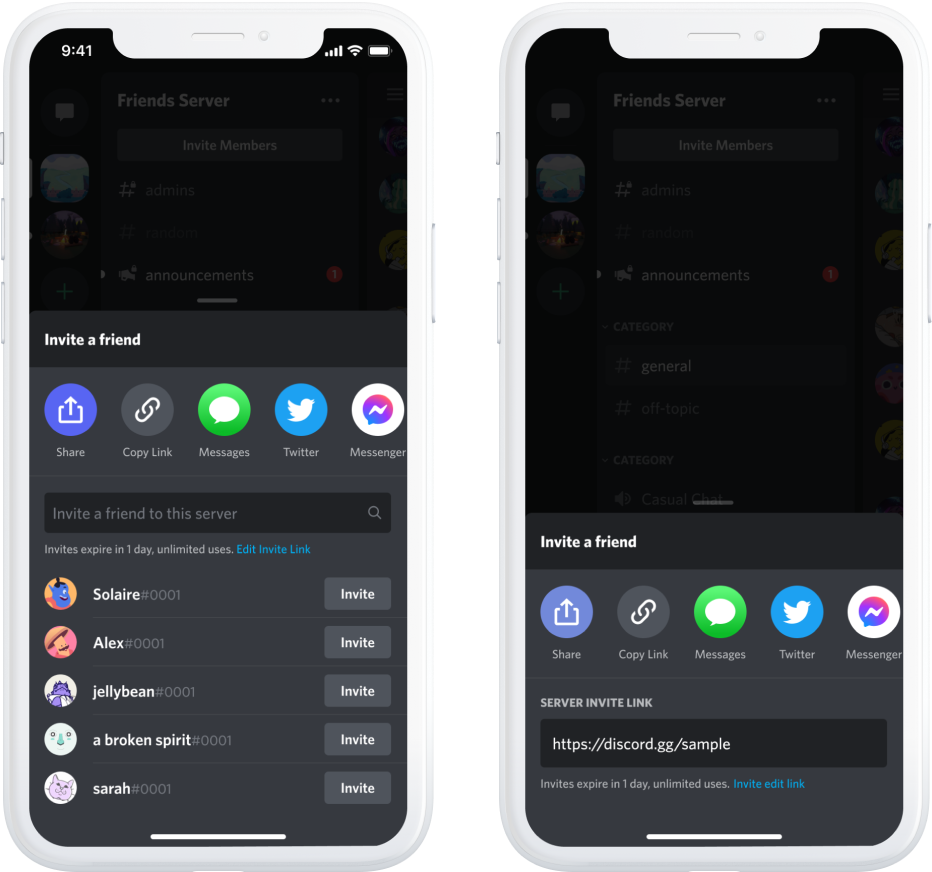 9:41
Friends Server
Invite Members
admins
random
announcements 1
Invite a friend
Share Copy Link Messages Twitter Messenger
Invite a friend to this server
Invites expire in 1 day, unlimited uses. Edit Invite Link
Solaire#0001 Invite
Alex#0001 Invite
jellybean#0001 Invite
a broken spirit#0001 Invite
sarah#0001 Invite
Friends Server
Invite Members
admins
random
announcements 1
CATEGORY
general
off-topic
CATEGORY
Casual Chat
Invite a friend
Share Copy Link Messages Twitter Messenger
SERVER INVITE LINK
https://discord.gg/sample
Invites expire in 1 day, unlimited uses. Invite edit link